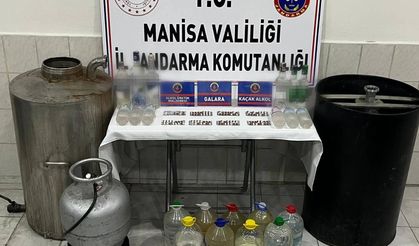 T.C.
MANİSA VALİLİĞİ
İL JANDARMA KOMUTANLIĞI
GALARA
KAÇAK ALKOL